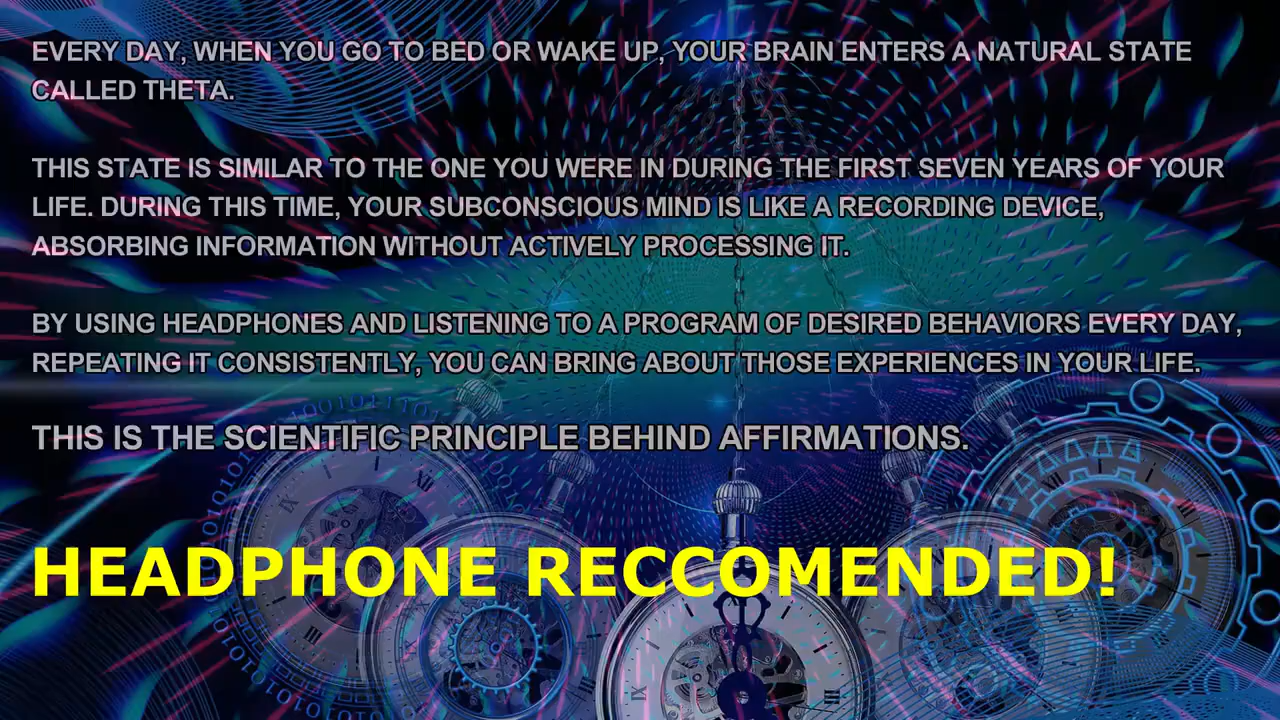 EVERY DAY, WHEN YOU GO TO BED OR WAKE UP, YOUR BRAIN ENTERS A NATURAL STATE
CALLED THETA.
THIS STATE IS SIMILAR TO THE ONE YOU WERE IN DURING THE FIRST SEVEN YEARS OF YOUR
LIFE. DURING THIS TIME, YOUR SUBCONSCIOUS MIND IS LIKE A RECORDING DEVICE,
ABSORBING INFORMATION WITHOUT ACTIVELY PROCESSING IT.
BY USING HEADPHONES AND LISTENING TO A PROGRAM OF DESIRED BEHAVIORS EVERY DAY,
REPEATING IT CONSISTENTLY, YOU CAN BRING ABOUT THOSE EXPERIENCES IN YOUR LIFE.
THIS IS THE SCIENTIFIC PRINCIPLE BEHIND AFFIRMATIONS.
HEADPHONE RECCOMENDED!